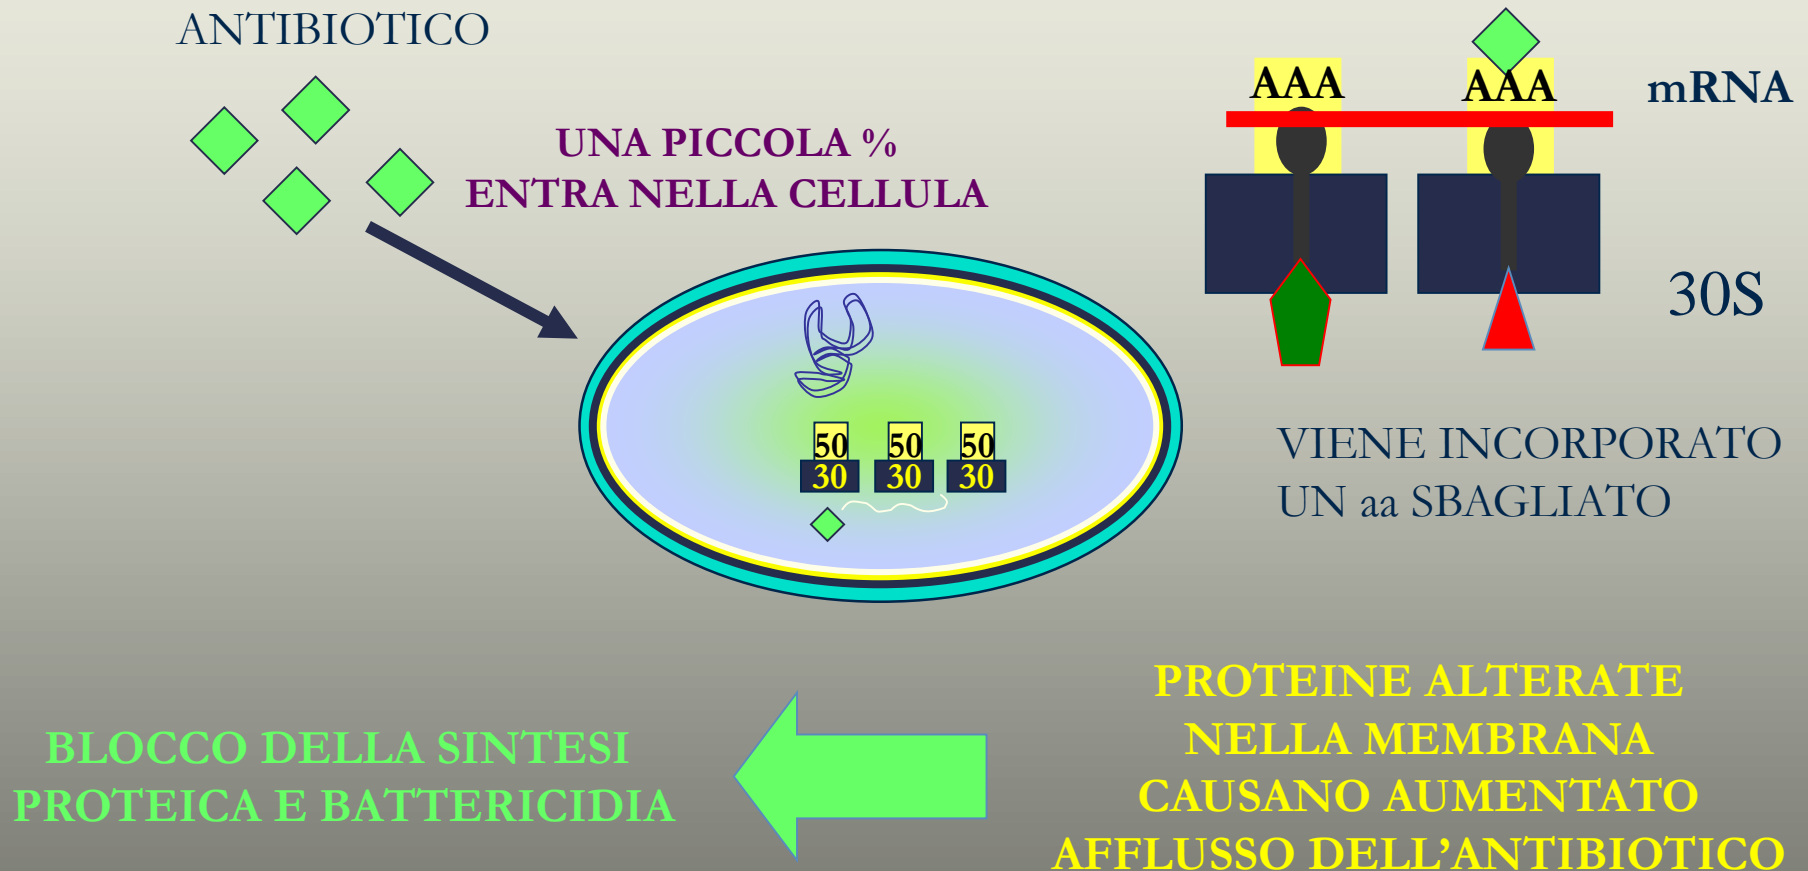 ANTIBIOTICO
UNA PICCOLA %
ENTRA NELLA CELLULA
AAA
AAA
mRNA
30S
50
50
50
30
30
30
VIENE INCORPORATO
UN aa SBAGLIATO
PROTEINE ALTERATE
NELLA MEMBRANA
CAUSANO AUMENTATO
AFFLUSSO DELL’ANTIBIOTICO
BLOCCO DELLA SINTESI
PROTEICA E BATTERICIDIA